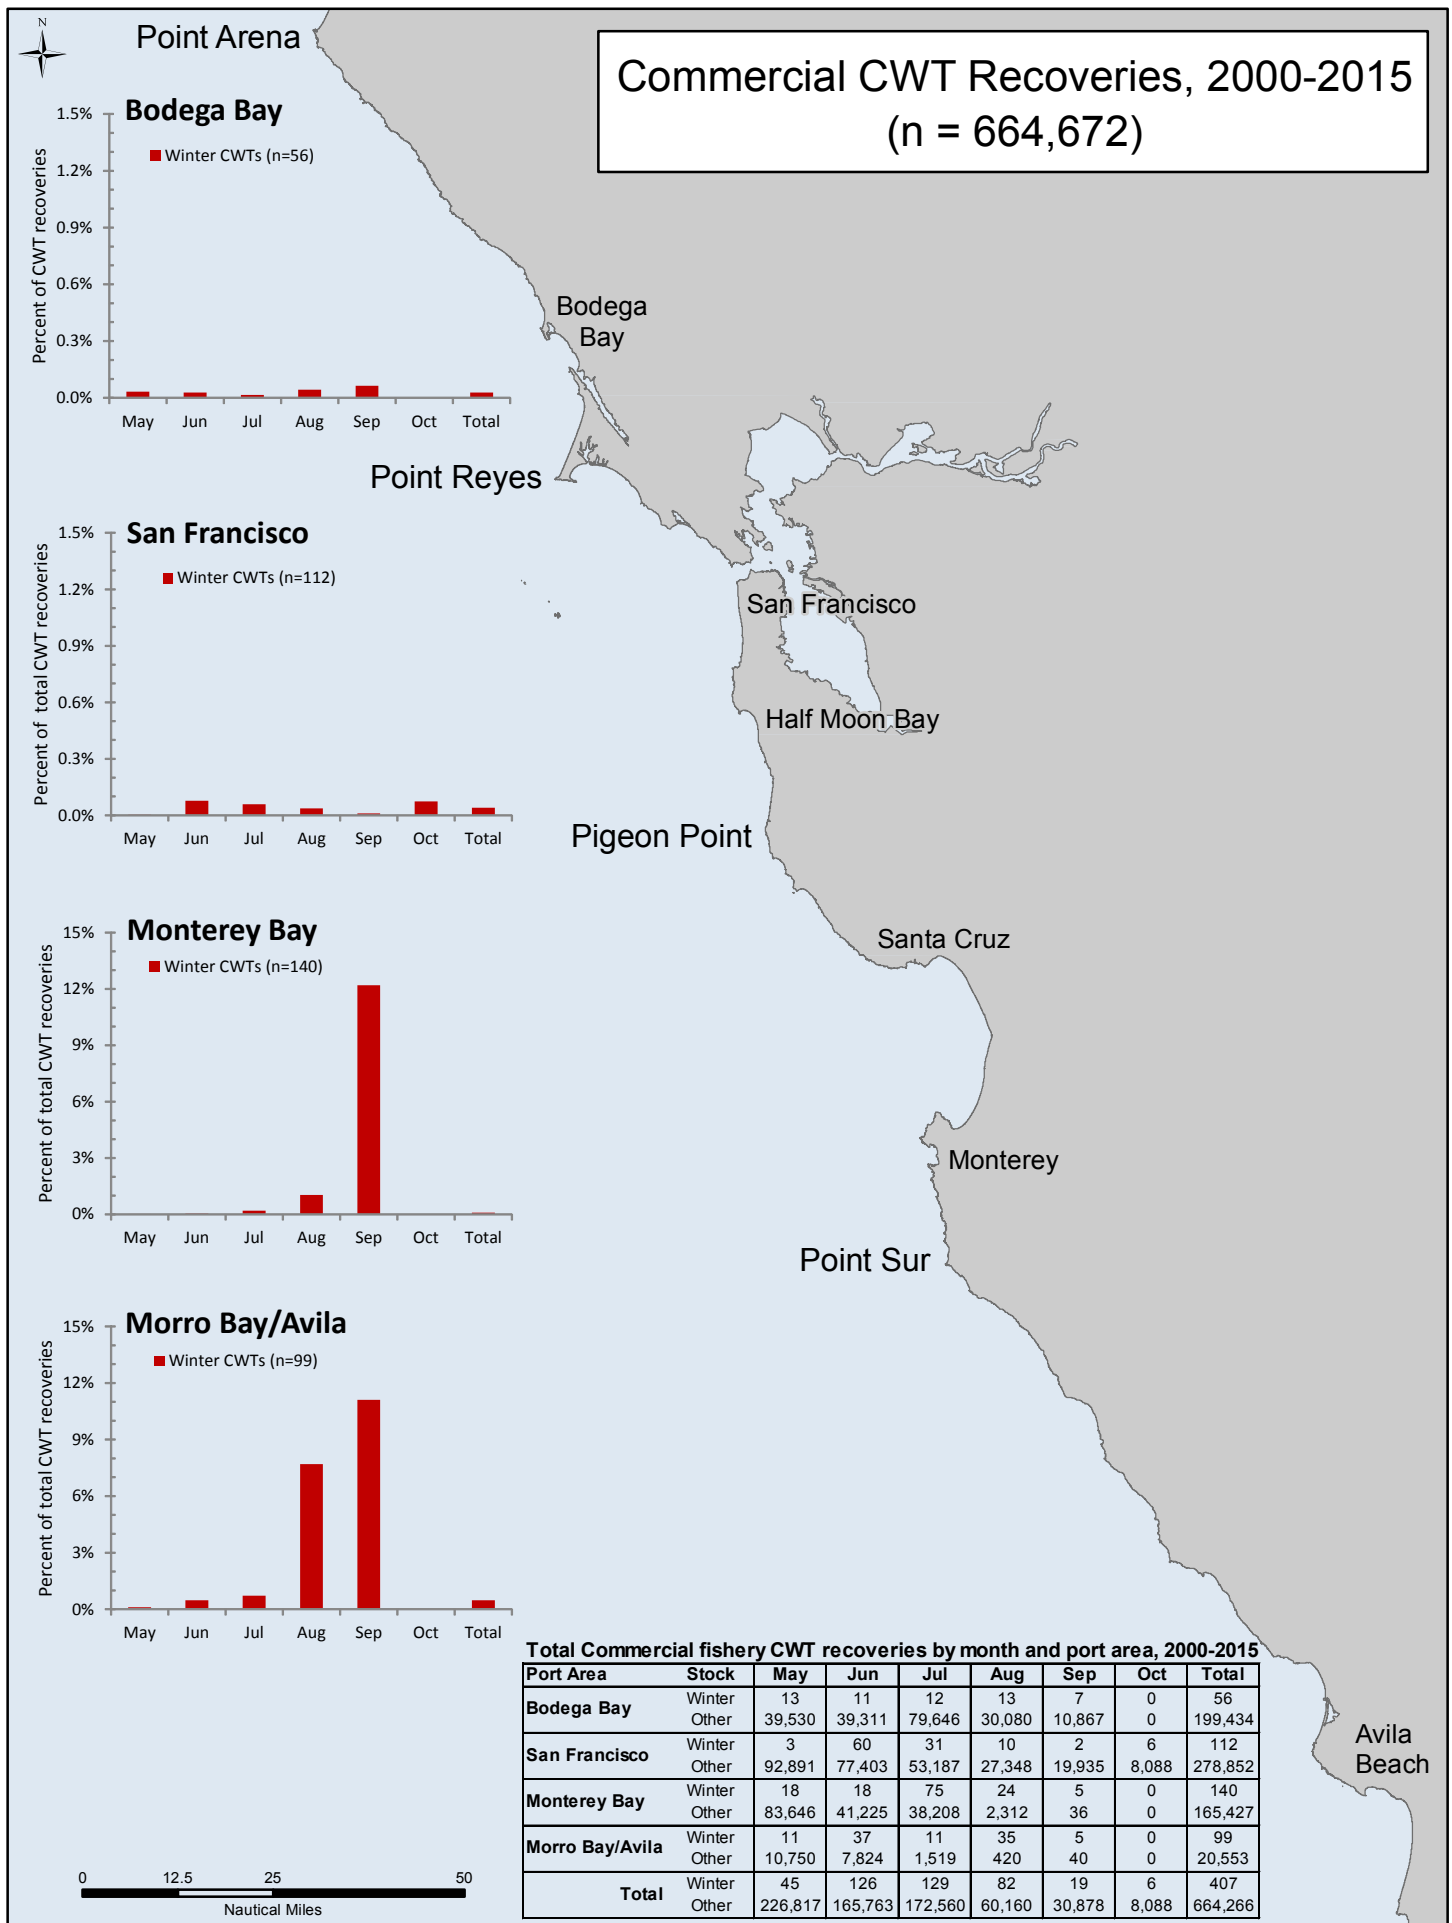 N
Point Arena
Commercial CWT Recoveries, 2000-2015
(n = 664,672)
Bodega Bay
Winter CWTs (n=56)
Percent of CWT recoveries
1.5%
1.2%
0.9%
0.6%
0.3%
0.0%
May Jun Jul Aug Sep Oct Total
Bodega
Bay
Point Reyes
San Francisco
Winter CWTs (n=112)
Percent of total CWT recoveries
1.5%
1.2%
0.9%
0.6%
0.3%
0.0%
May Jun Jul Aug Sep Oct Total
San Francisco
Half Moon Bay
Pigeon Point
Monterey Bay
Winter CWTs (n=140)
Percent of total CWT recoveries
15%
12%
9%
6%
3%
0%
May Jun Jul Aug Sep Oct Total
Santa Cruz
Monterey
Point Sur
Morro Bay/Avila
Winter CWTs (n=99)
Percent of total CWT recoveries
15%
12%
9%
6%
3%
0%
May Jun Jul Aug Sep Oct Total
Total Commercial fishery CWT recoveries by month and port area, 2000-2015
Port Area Stock May Jun Jul Aug Sep Oct Total
Bodega Bay Winter 13 11 12 13 7 0 56
Other 39,530 39,311 79,646 30,080 10,867 0 199,434
San Francisco Winter 3 60 31 10 2 6 112
Other 92,891 77,403 53,187 27,348 19,935 8,088 278,852
Monterey Bay Winter 18 18 75 24 5 0 140
Other 83,646 41,225 38,208 2,312 36 0 165,427
Morro Bay/Avila Winter 11 37 11 35 5 0 99
Other 10,750 7,824 1,519 420 40 0 20,553
Total Winter 45 126 129 82 19 6 407
Other 226,817 165,763 172,560 60,160 30,878 8,088 664,266
Avila
Beach
0 12.5 25 50
Nautical Miles